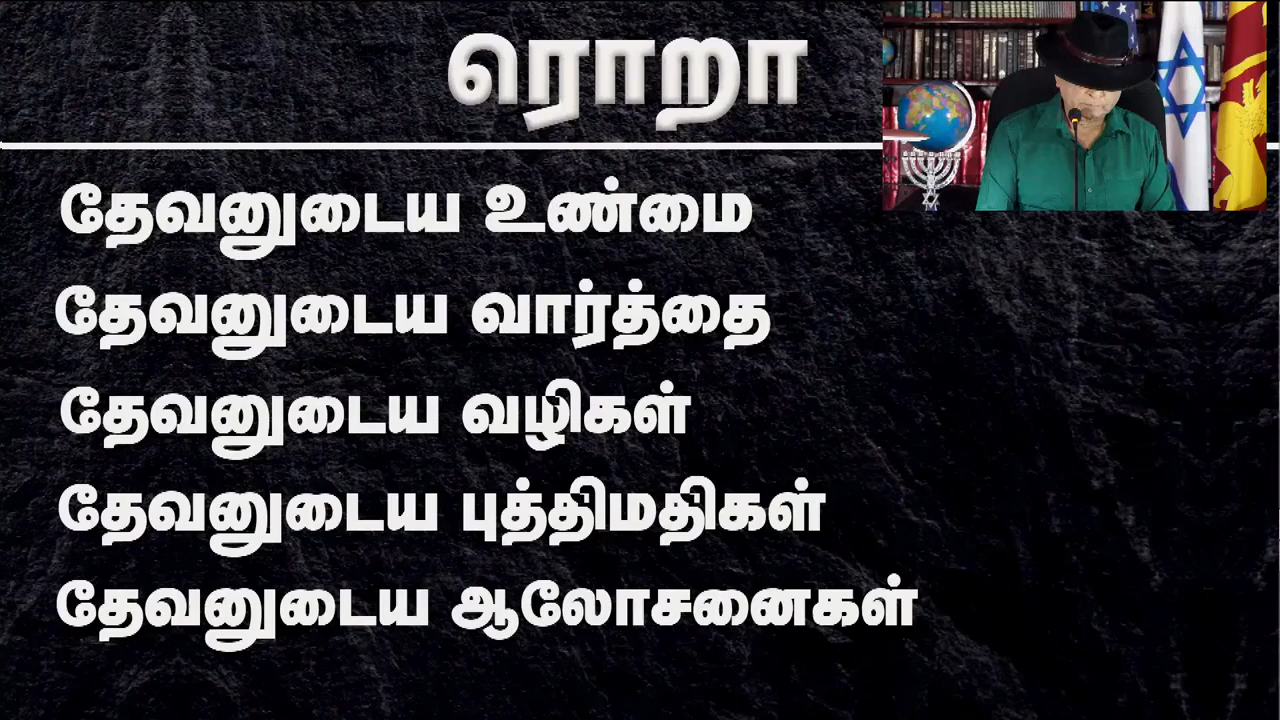 ரொறா
தேவனுடைய உண்மை
தேவனுடைய வார்த்தை
தேவனுடைய வழிகள்
தேவனுடைய புத்திமதிகள்
தேவனுடைய ஆலோசனைகள்